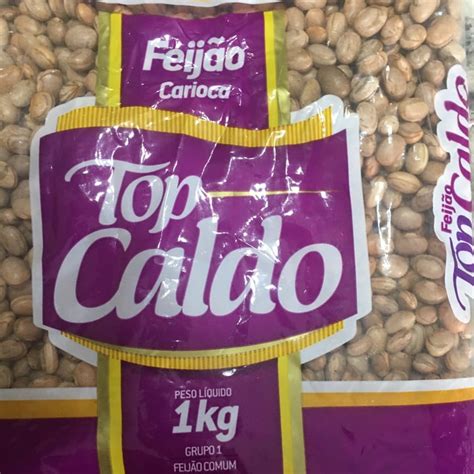 Feijão
Carioca
Top
Caldo
PESO LÍQUIDO
1kg
GRUPO 1
FEIJÃO COMUM
Feijão
Top Caldo